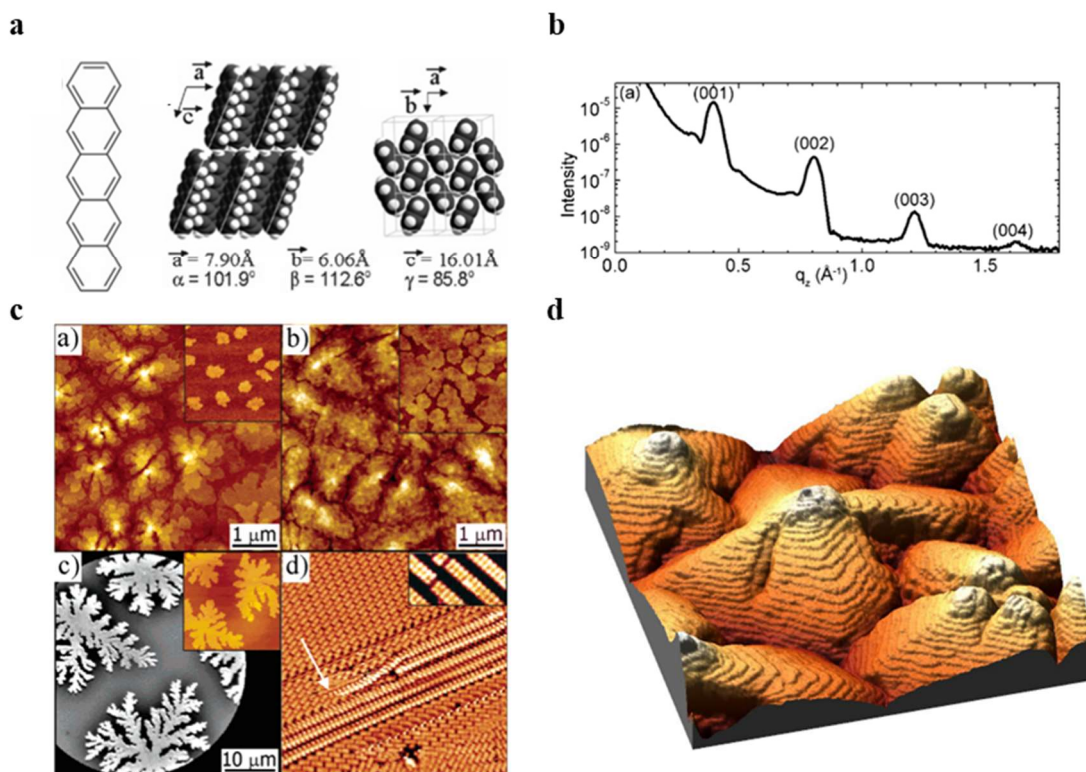 a
a
c
a
b
a = 7.90Å b = 6.06Å c = 16.01Å
α = 101.9° β = 112.6° γ = 85.8°
b
(a)
(001)
(002)
(003)
(004)
10-5
10-6
10-7
10-8
10-9
Intensity
0.0 0.5 1.0 1.5
qz (Å-1)
c
a)
1 µm
b)
1 µm
c)
10 µm
d)
d